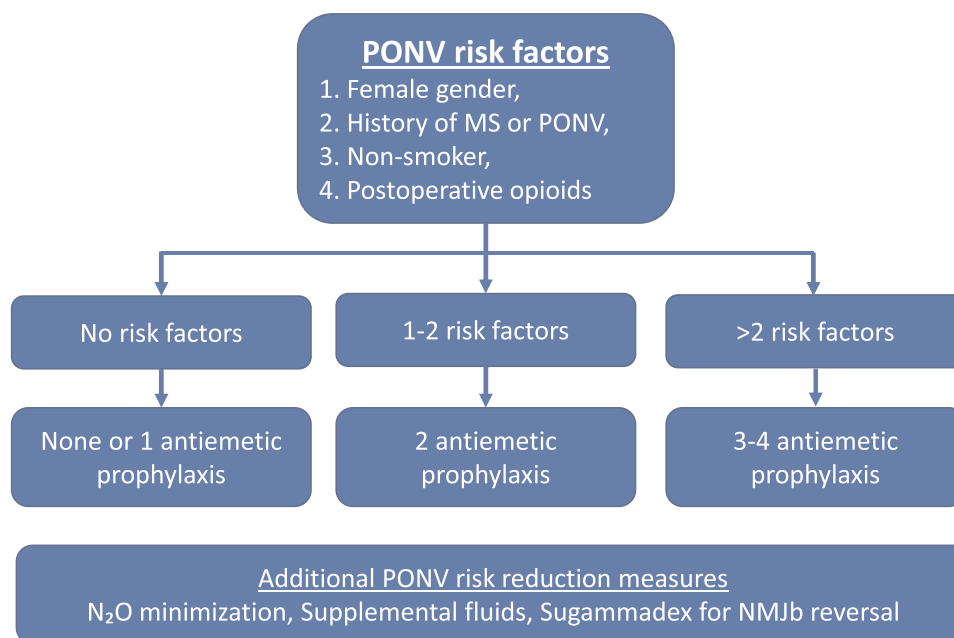 PONV risk factors
1. Female gender,
2. History of MS or PONV,
3. Non-smoker,
4. Postoperative opioids
No risk factors
1-2 risk factors
>2 risk factors
None or 1 antiemetic
prophylaxis
2 antiemetic
prophylaxis
3-4 antiemetic
prophylaxis
Additional PONV risk reduction measures
N₂O minimization, Supplemental fluids, Sugammadex for NMJb reversal